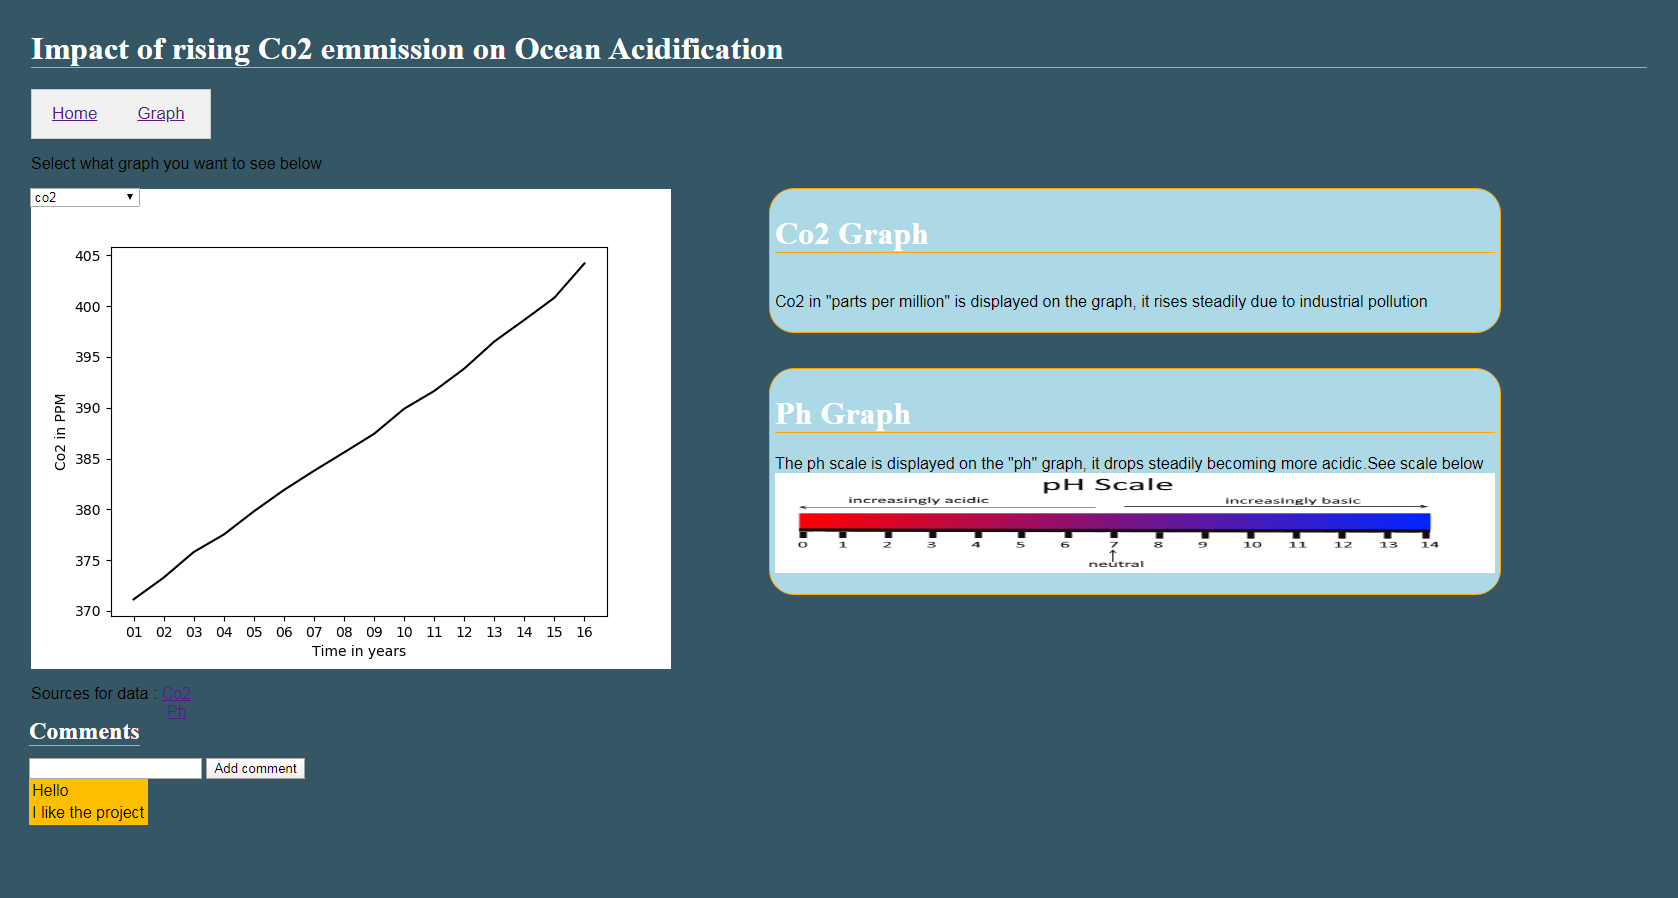 Impact of rising Co2 emmission on Ocean Acidification
Home Graph
Select what graph you want to see below
co2
405
400
395
390
385
380
375
370
Co2 in PPM
01 02 03 04 05 06 07 08 09 10 11 12 13 14 15 16
Time in years
Co2 Graph
Co2 in "parts per million" is displayed on the graph, it rises steadily due to industrial pollution
Ph Graph
The ph scale is displayed on the "ph" graph, it drops steadily becoming more acidic.See scale below
pH Scale
increasingly acidic increasingly basic
0 1 2 3 4 5 6 7 8 9 10 11 12 13 14
neutral
Sources for data : Co2
Ph
Comments
Add comment
Hello
I like the project